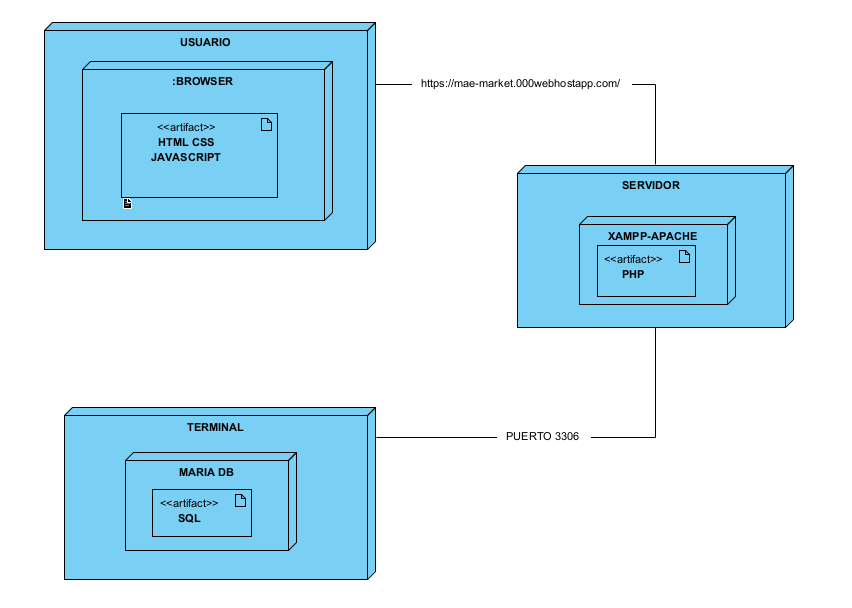 USUARIO
:BROWSER
<<artifact>>
HTML CSS
JAVASCRIPT
https://mae-market.000webhostapp.com/
SERVIDOR
XAMPP-APACHE
<<artifact>>
PHP
TERMINAL
MARIA DB
<<artifact>>
SQL
PUERTO 3306